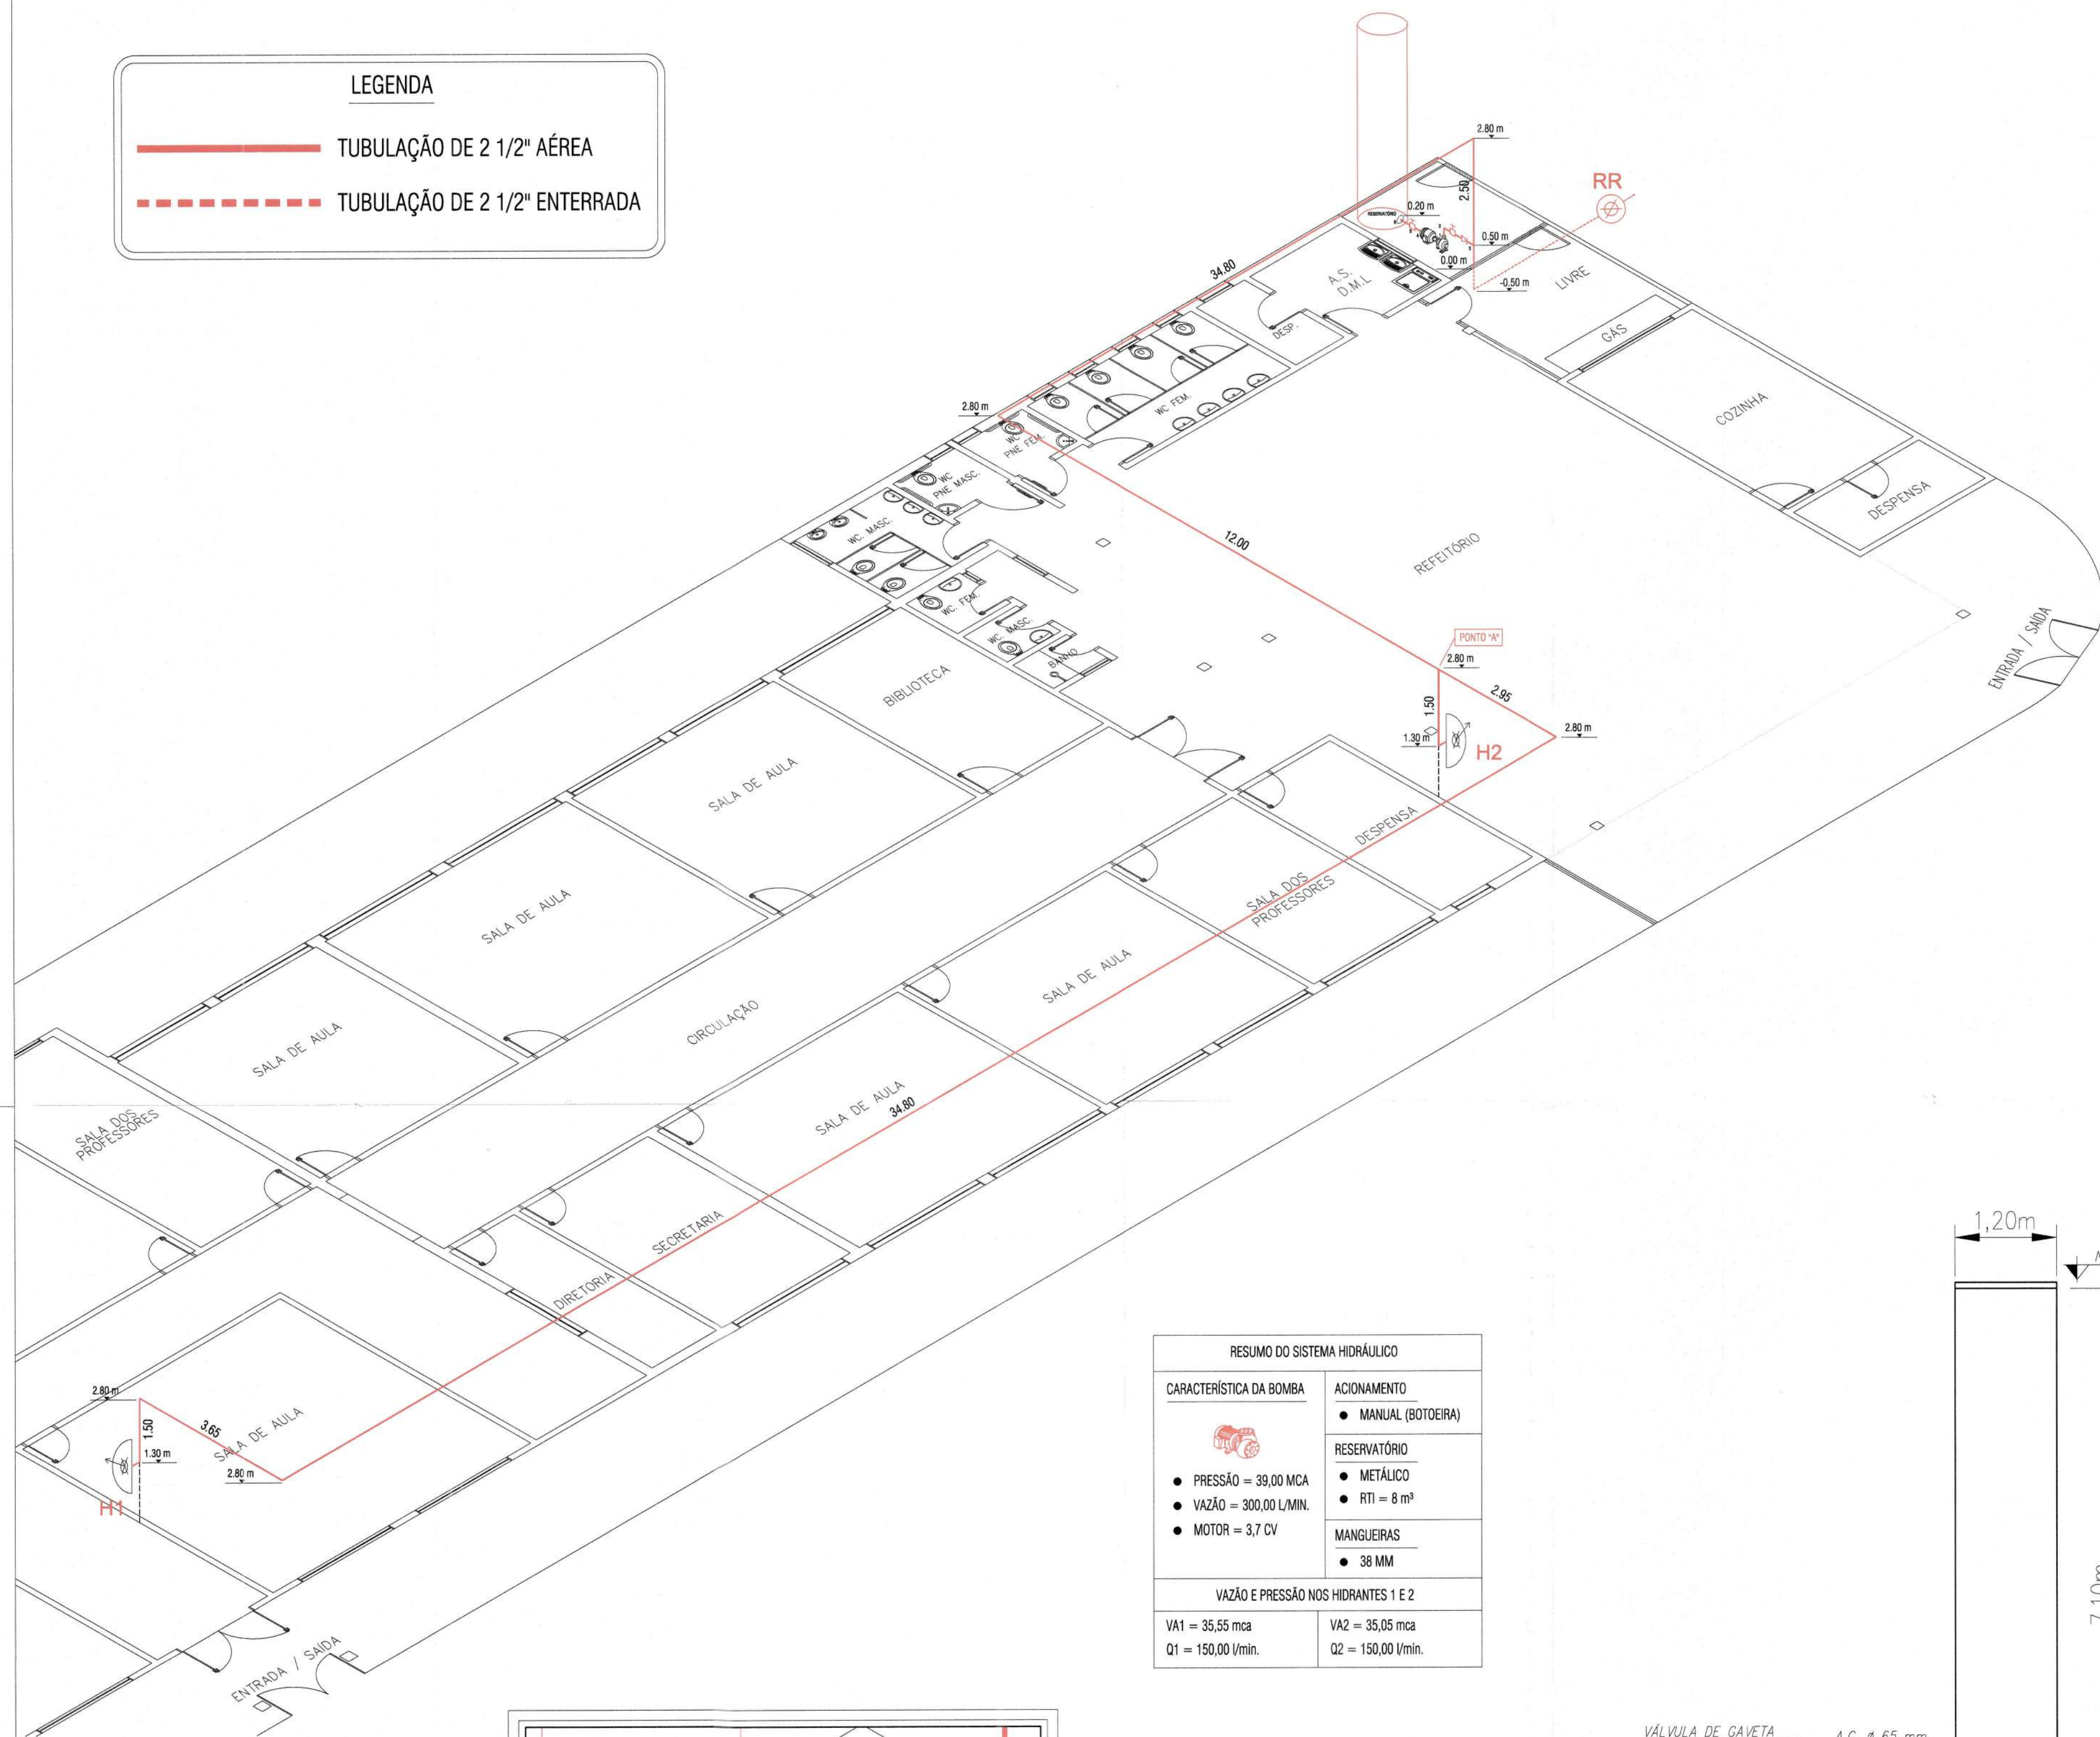 LEGENDA
TUBULAÇÃO DE 2 1/2" AÉREA
TUBULAÇÃO DE 2 1/2" ENTERRADA
2.80 m
2.50
RR
RESERVATÓRIO
0.20 m
0.50 m
0.00 m
-0.50 m
34.80
A.S.
D.M.L
LIVRE
DESP.
GÁS
COZINHA
DESPENSA
WC FEM.
2.80 m
WC
PNE FEM.
WC
PNE MASC.
WC. MASC.
12.00
REFEITÓRIO
WC. FEM.
WC. MASC.
BANHO
ENTRADA / SAÍDA
PONTO "A"
2.80 m
2.95
1.50
1.30 m
H2
2.80 m
BIBLIOTECA
SALA DE AULA
DESPENSA
SALA DOS
PROFESSORES
SALA DE AULA
SALA DE AULA
CIRCULAÇÃO
SALA DE AULA
SALA DE AULA
34.80
SALA DOS
PROFESSORES
SECRETARIA
DIRETORIA
2.80 m
1.50
3.65
SALA DE AULA
1.30 m
2.80 m
H1
ENTRADA / SAÍDA
RESUMO DO SISTEMA HIDRÁULICO
CARACTERÍSTICA DA BOMBA
● PRESSÃO = 39,00 MCA
● VAZÃO = 300,00 L/MIN.
● MOTOR = 3,7 CV
ACIONAMENTO
● MANUAL (BOTOEIRA)
RESERVATÓRIO
● METÁLICO
● RTI = 8 m³
MANGUEIRAS
● 38 MM
VAZÃO E PRESSÃO NOS HIDRANTES 1 E 2
VA1 = 35,55 mca
Q1 = 150,00 l/min.
VA2 = 35,05 mca
Q2 = 150,00 l/min.
1,20m
7,10m
VÁLVULA DE GAVETA
A.G. ø 65 mm